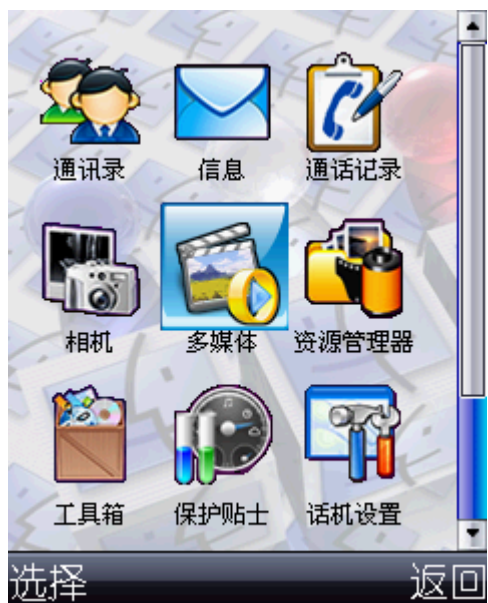 通讯录 信息 通话记录
相机 多媒体 资源管理器
工具箱 保护贴士 话机设置
选择 返回